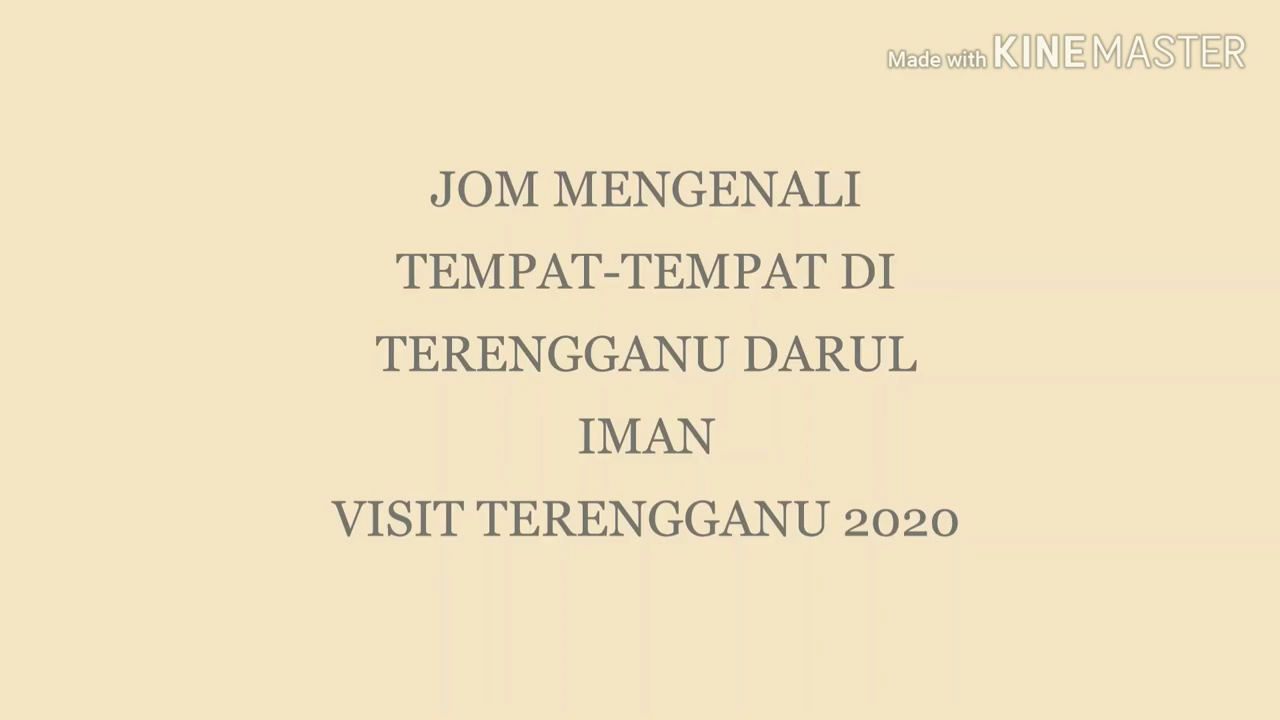 Made with KINEMASTER
JOM MENGENALI
TEMPAT-TEMPAT DI
TERENGGANU DARUL
IMAN
VISIT TERENGGANU 2020